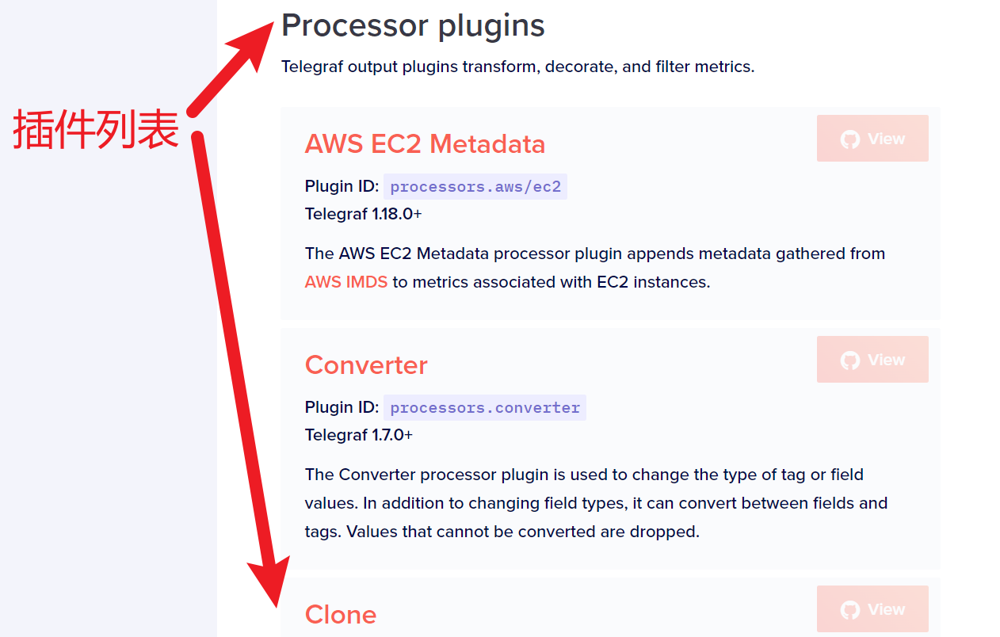 Processor plugins
Telegraf output plugins transform, decorate, and filter metrics.
插件列表
AWS EC2 Metadata
View
Plugin ID: processors.aws/ec2
Telegraf 1.18.0+
The AWS EC2 Metadata processor plugin appends metadata gathered from
AWS IMDS to metrics associated with EC2 instances.
Converter
View
Plugin ID: processors.converter
Telegraf 1.7.0+
The Converter processor plugin is used to change the type of tag or field
values. In addition to changing field types, it can convert between fields and
tags. Values that cannot be converted are dropped.
Clone
View